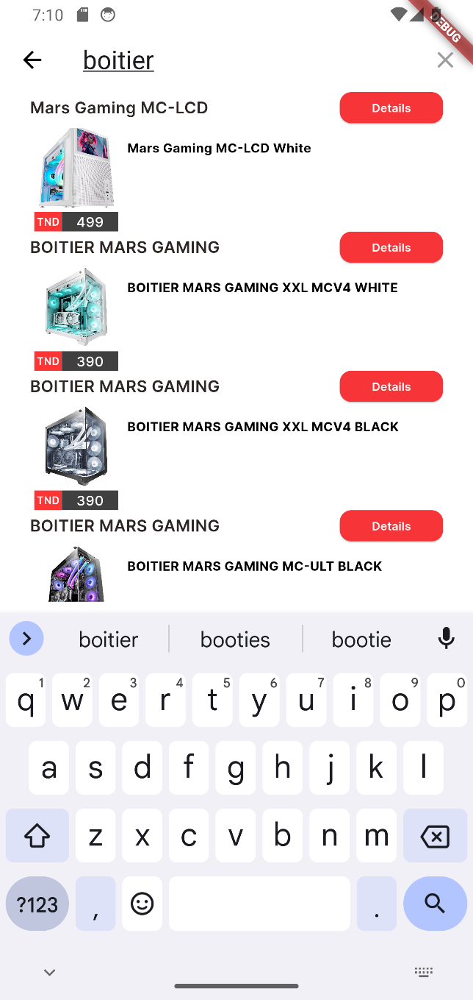 7:10
DEBUG
boitier
Mars Gaming MC-LCD
Details
Mars Gaming MC-LCD White
TND 499
BOITIER MARS GAMING
Details
BOITIER MARS GAMING XXL MCV4 WHITE
TND 390
BOITIER MARS GAMING
Details
BOITIER MARS GAMING XXL MCV4 BLACK
TND 390
BOITIER MARS GAMING
Details
BOITIER MARS GAMING MC-ULT BLACK
boitier booties bootie
1 2 3 4 5 6 7 8 9 0
q w e r t y u i o p
a s d f g h j k l
z x c v b n m
?123 , .